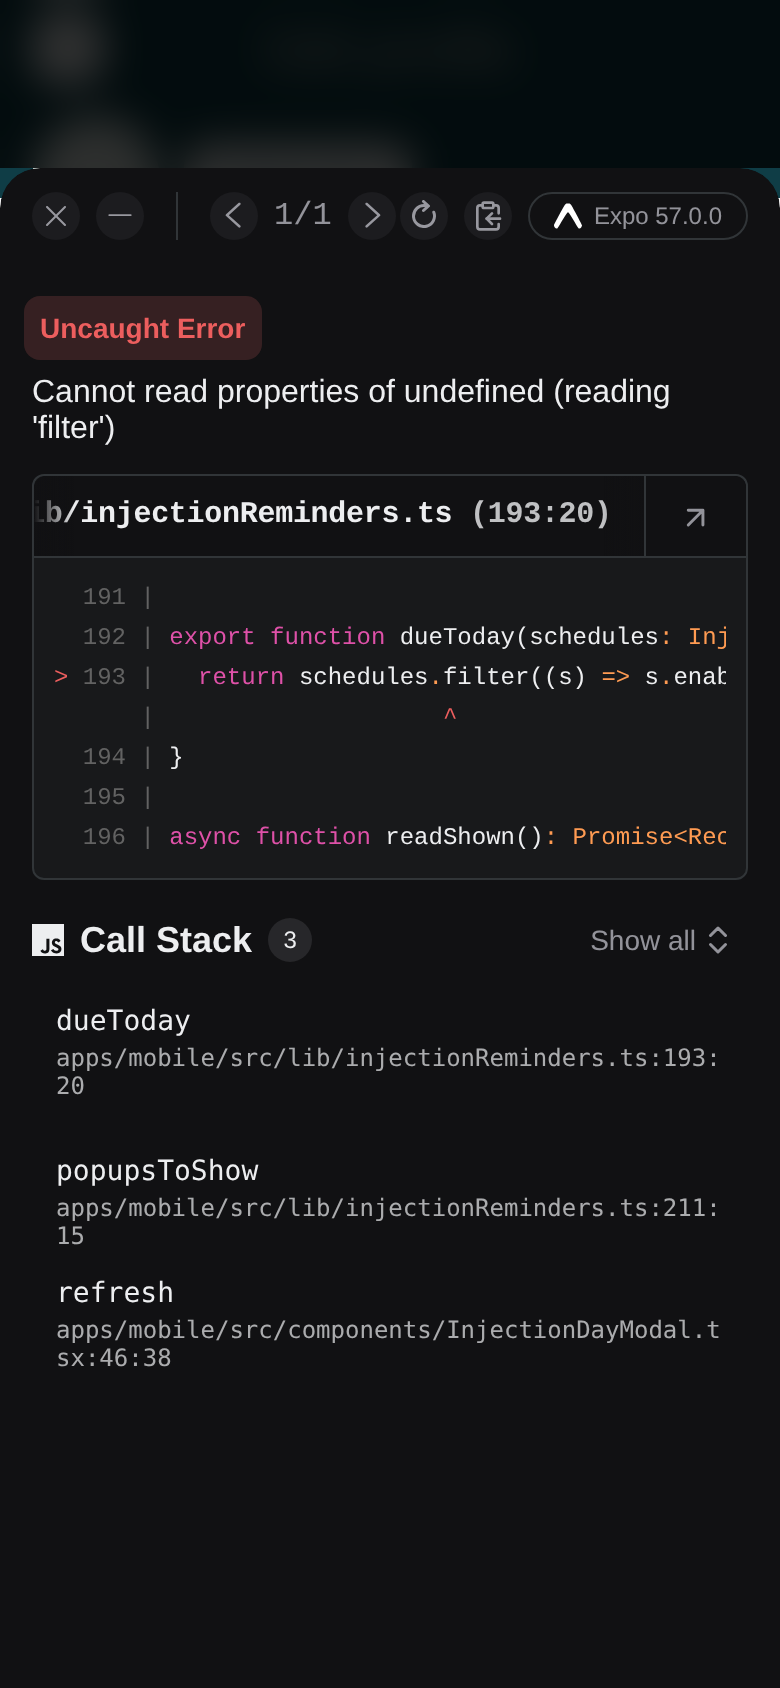 1/1
Expo 57.0.0
Uncaught Error
Cannot read properties of undefined (reading
'filter')
ib/injectionReminders.ts (193:20)
191 |
192 | export function dueToday(schedules: Inj
> 193 |   return schedules.filter((s) => s.enab
|                    ^
194 | }
195 |
196 | async function readShown(): Promise<Rec
JS
Call Stack
3
Show all
dueToday
apps/mobile/src/lib/injectionReminders.ts:193:
20
popupsToShow
apps/mobile/src/lib/injectionReminders.ts:211:
15
refresh
apps/mobile/src/components/InjectionDayModal.t
sx:46:38